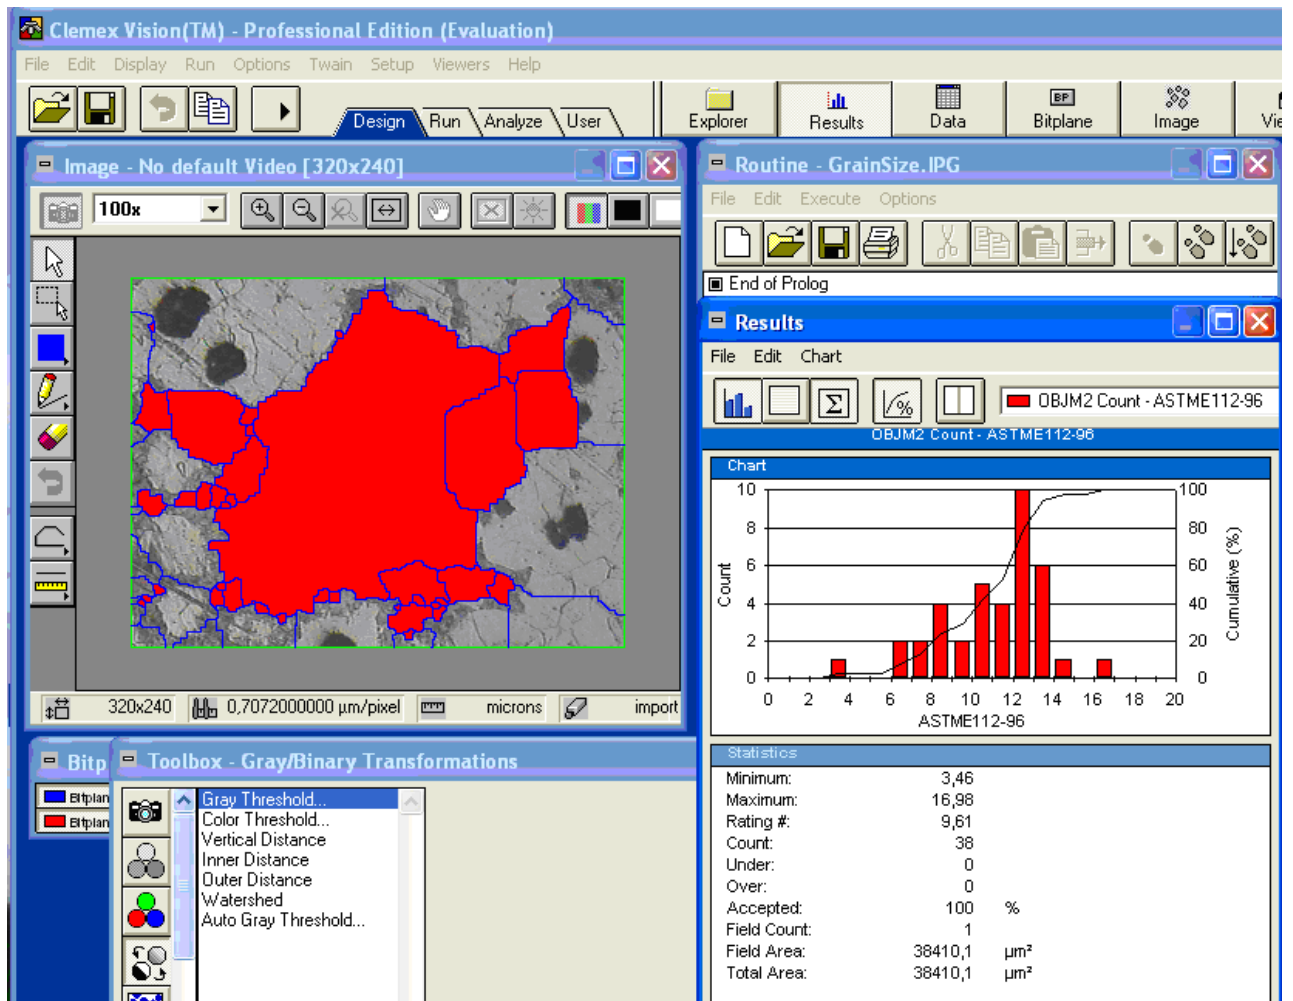 Clemex Vision(TM) - Professional Edition (Evaluation)
File Edit Display Run Options Twain Setup Viewers Help
Design Run Analyze User
Explorer Results Data Bitplane Image
Image - No default Video [320x240]
100x
320x240 0,7072000000 µm/pixel microns import
Routine - GrainSize.IPG
File Edit Execute Options
End of Prolog
Results
File Edit Chart
Σ % OBJM2 Count - ASTME112-96
OBJM2 Count - ASTME112-96
Chart
10 100
8 80
6 60
4 40
2 20
0 0
Count
Cumulative (%)
0 2 4 6 8 10 12 14 16 18 20
ASTME112-96
Statistics
Minimum: 3,46
Maximum: 16,98
Rating #: 9,61
Count: 38
Under: 0
Over: 0
Accepted: 100 %
Field Count: 1
Field Area: 38410,1 µm²
Total Area: 38410,1 µm²
Bitp
Bitplan
Bitplan
Toolbox - Gray/Binary Transformations
Gray Threshold...
Color Threshold...
Vertical Distance
Inner Distance
Outer Distance
Watershed
Auto Gray Threshold...